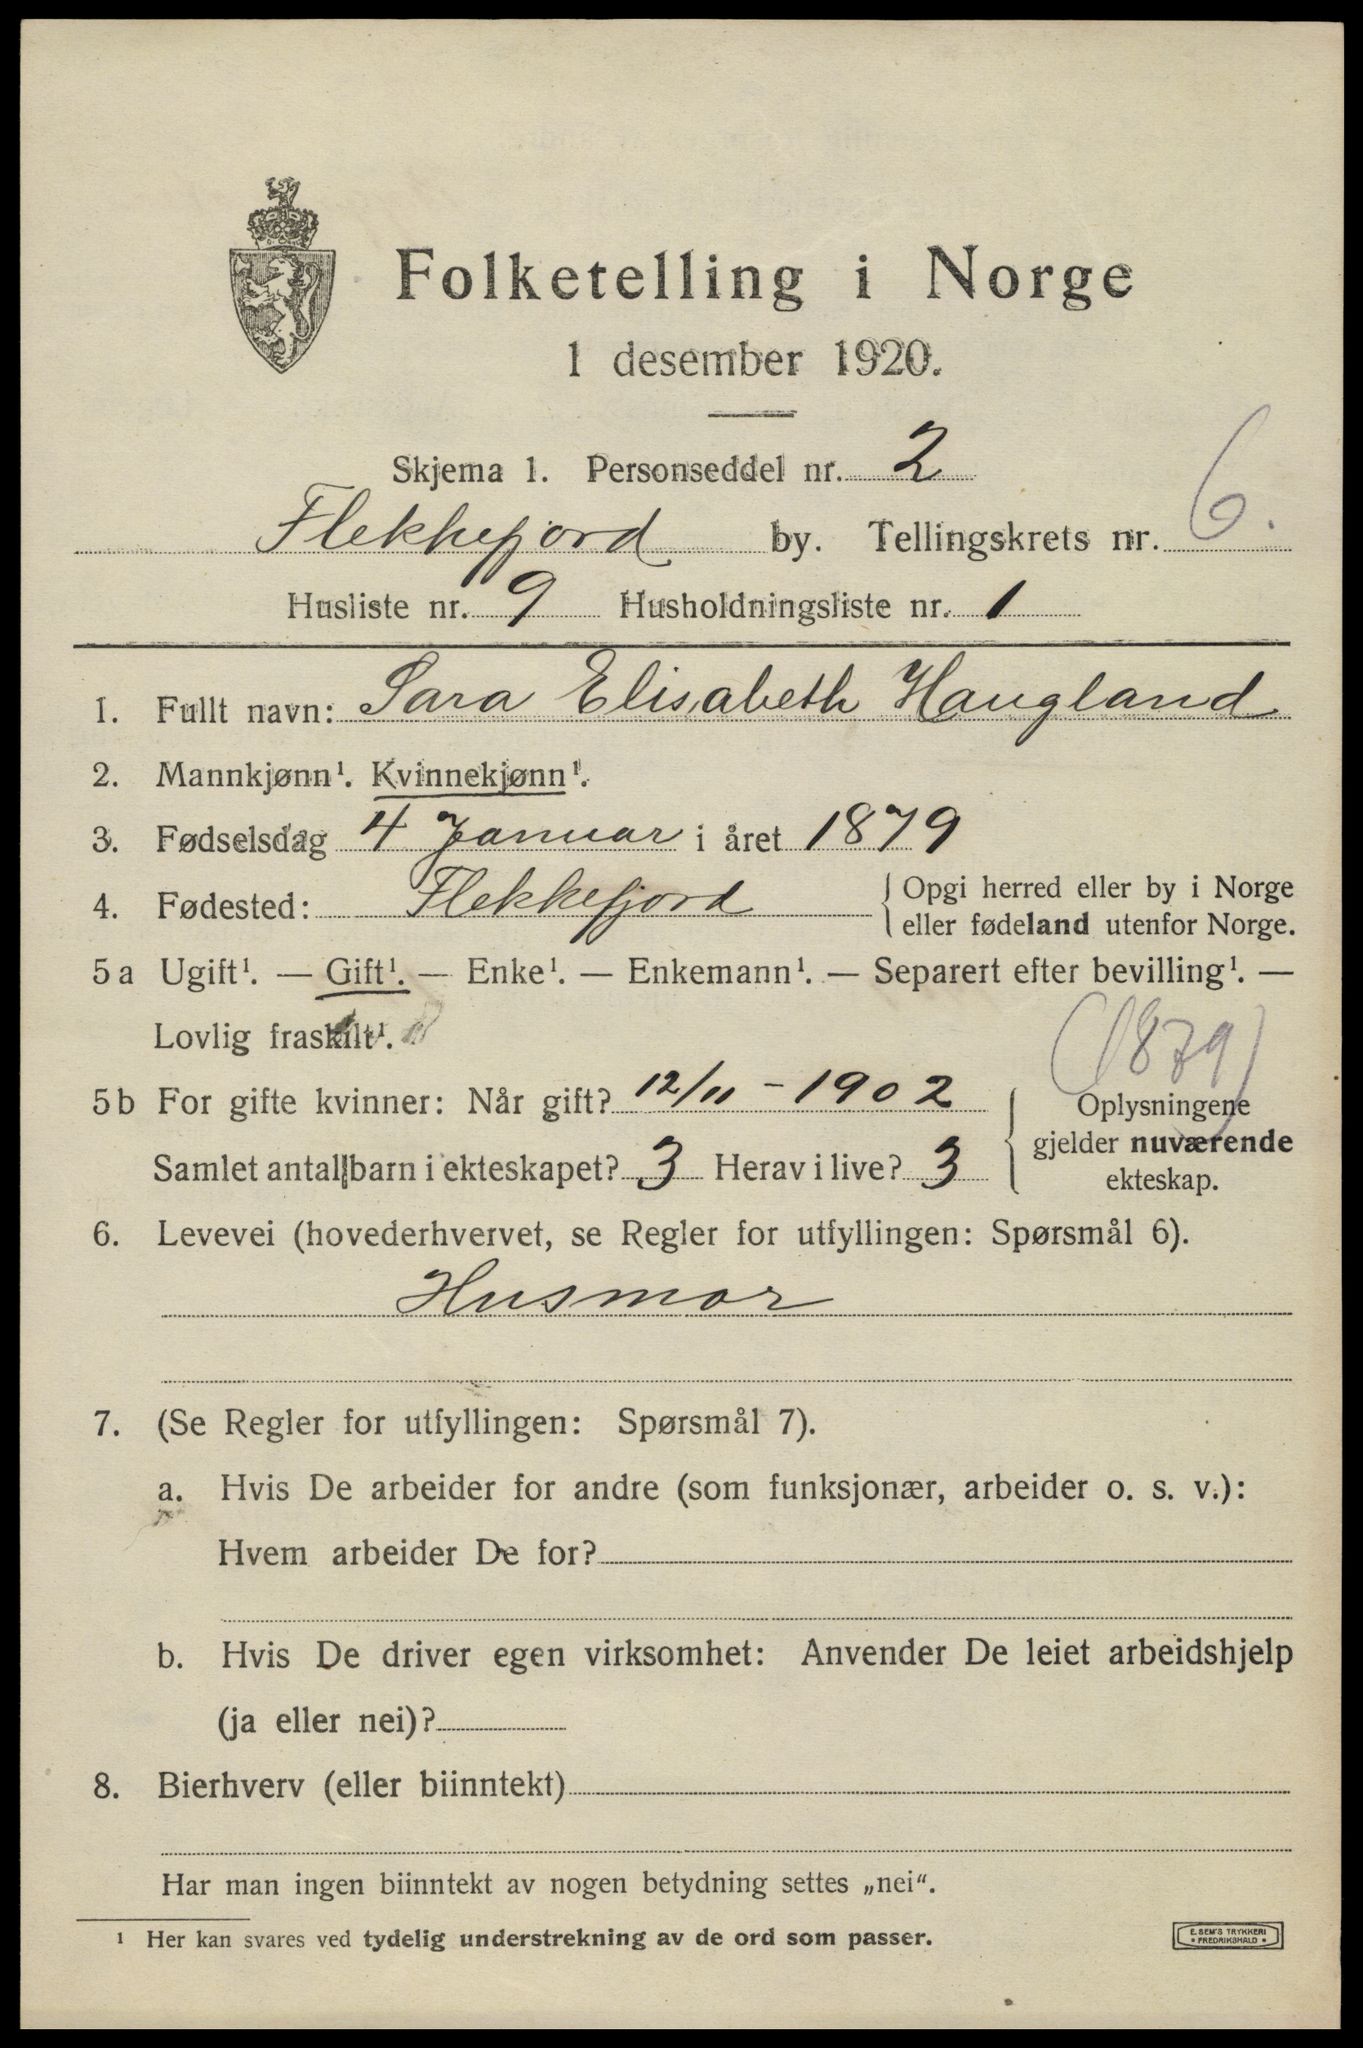 Folketelling i Norge
1 desember 1920.
Skjema 1. Personseddel nr. 2
Flekkefjord by. Tellingskrets nr. 6.
Husliste nr. 9 Husholdningsliste nr. 1
1. Fullt navn: Sara Elisabeth Haugland
2. Mannkjønn¹. Kvinnekjønn¹.
3. Fødselsdag 4 Januar i året 1879
4. Fødested: Flekkefjord { Opgi herred eller by i Norge
eller fødeland utenfor Norge.
5 a Ugift¹. — Gift¹. — Enke¹. — Enkemann¹. — Separert efter bevilling¹. —
Lovlig fraskilt¹.
(1879)
5 b For gifte kvinner: Når gift? 12/11 - 1902 { Oplysningene
gjelder nuværende
ekteskap.
Samlet antall barn i ekteskapet? 3 Herav i live? 3
6. Levevei (hovederhvervet, se Regler for utfyllingen: Spørsmål 6).
Husmor
7. (Se Regler for utfyllingen: Spørsmål 7).
a. Hvis De arbeider for andre (som funksjonær, arbeider o. s. v.):
Hvem arbeider De for?
b. Hvis De driver egen virksomhet: Anvender De leiet arbeidshjelp
(ja eller nei)?
8. Bierhverv (eller biinntekt)
Har man ingen biinntekt av nogen betydning settes „nei“.
¹ Her kan svares ved tydelig understrekning av de ord som passer.
E. SEM'S TRYKKERI
• FREDRIKSHALD •